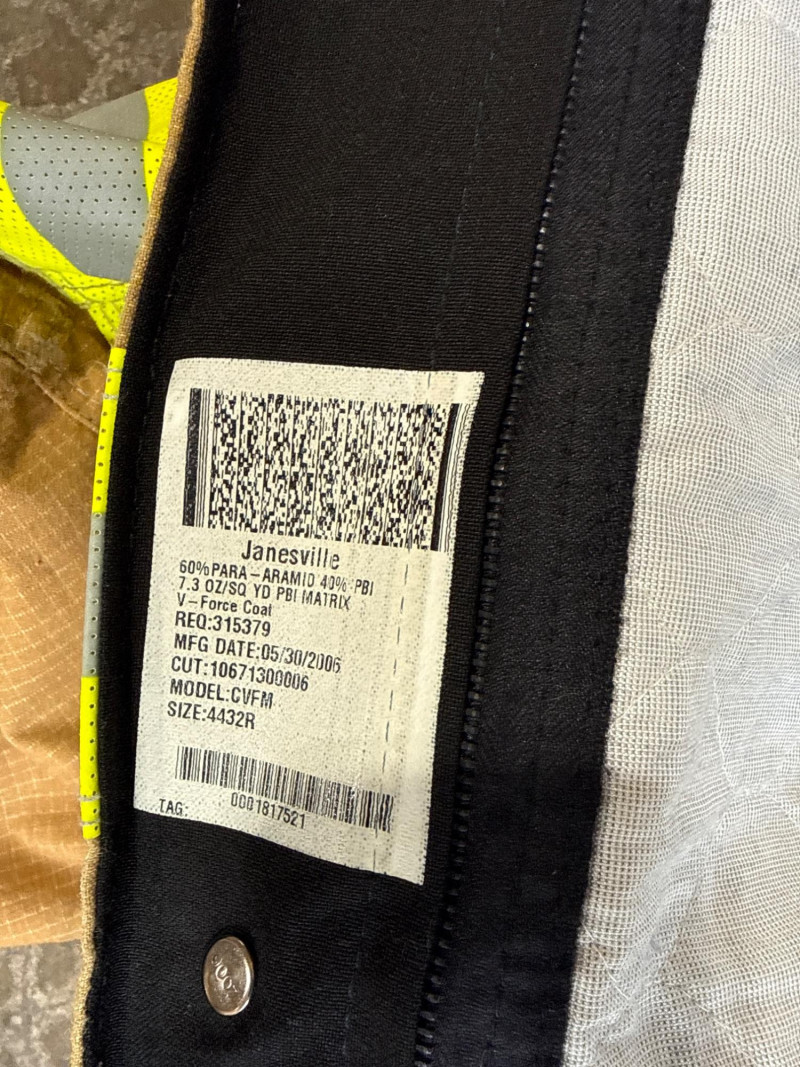 Janesville
60% PARA-ARAMID 40% PBI
7.3 OZ/SQ YD PBI MATRIX
V-Force Coat
REQ:315379
MFG DATE:05/30/2006
CUT:10671300006
MODEL:CVFM
SIZE:4432R
TAG: 0001817521